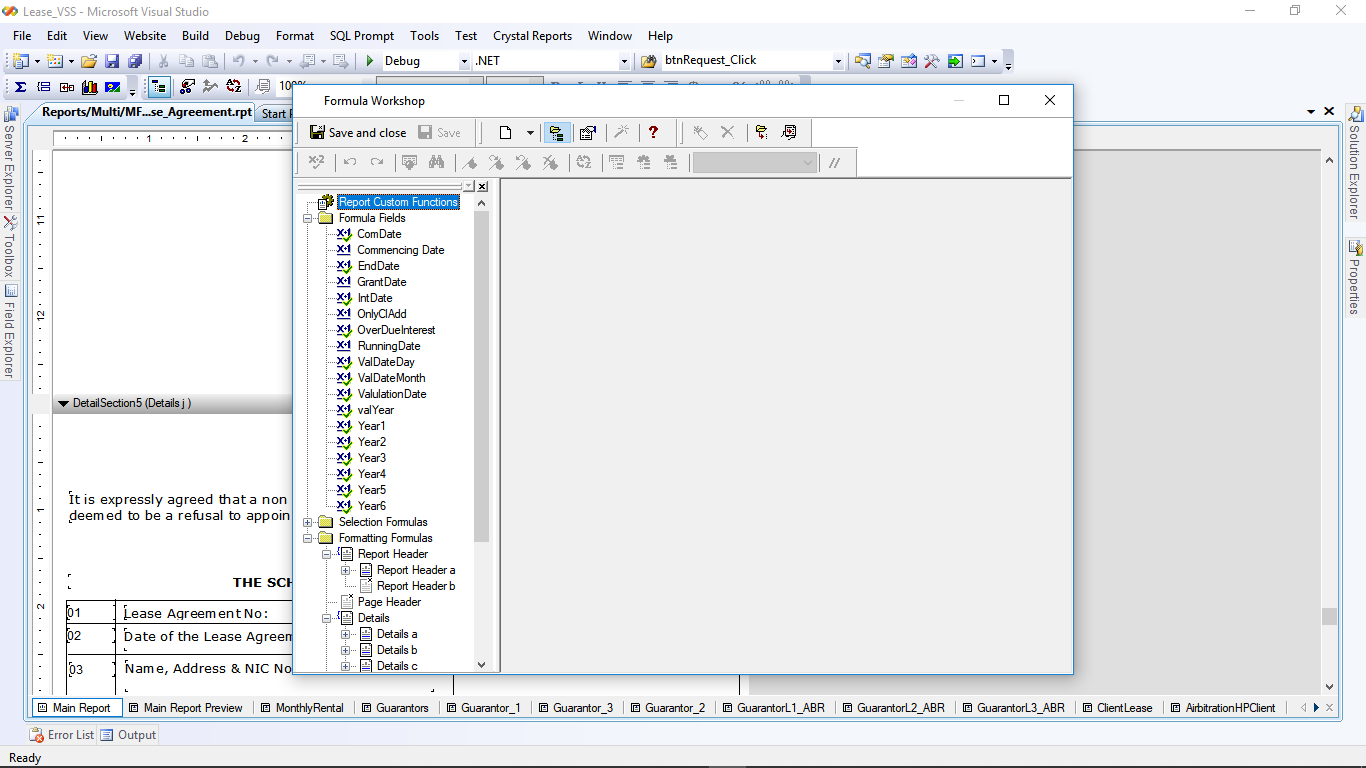 Lease_VSS - Microsoft Visual Studio
File Edit View Website Build Debug Format SQL Prompt Tools Test Crystal Reports Window Help
Debug .NET btnRequest_Click
100%
Reports/Multi/MF...se_Agreement.rpt Start
Server Explorer
Toolbox
Field Explorer
Solution Explorer
Properties
1 2
11
12
DetailSection5 (Details j )
1
It is expressly agreed that a non
deemed to be a refusal to appoin
THE SCH
2
01 Lease Agreement No:
02 Date of the Lease Agreem
03 Name, Address & NIC No
Formula Workshop
Save and close Save
Report Custom Functions
Formula Fields
ComDate
Commencing Date
EndDate
GrantDate
IntDate
OnlyClAdd
OverDueInterest
RunningDate
ValDateDay
ValDateMonth
ValulationDate
valYear
Year1
Year2
Year3
Year4
Year5
Year6
Selection Formulas
Formatting Formulas
Report Header
Report Header a
Report Header b
Page Header
Details
Details a
Details b
Details c
Main Report Main Report Preview MonthlyRental Guarantors Guarantor_1 Guarantor_3 Guarantor_2 GuarantorL1_ABR GuarantorL2_ABR GuarantorL3_ABR ClientLease AirbitrationHPClient
Error List Output
Ready